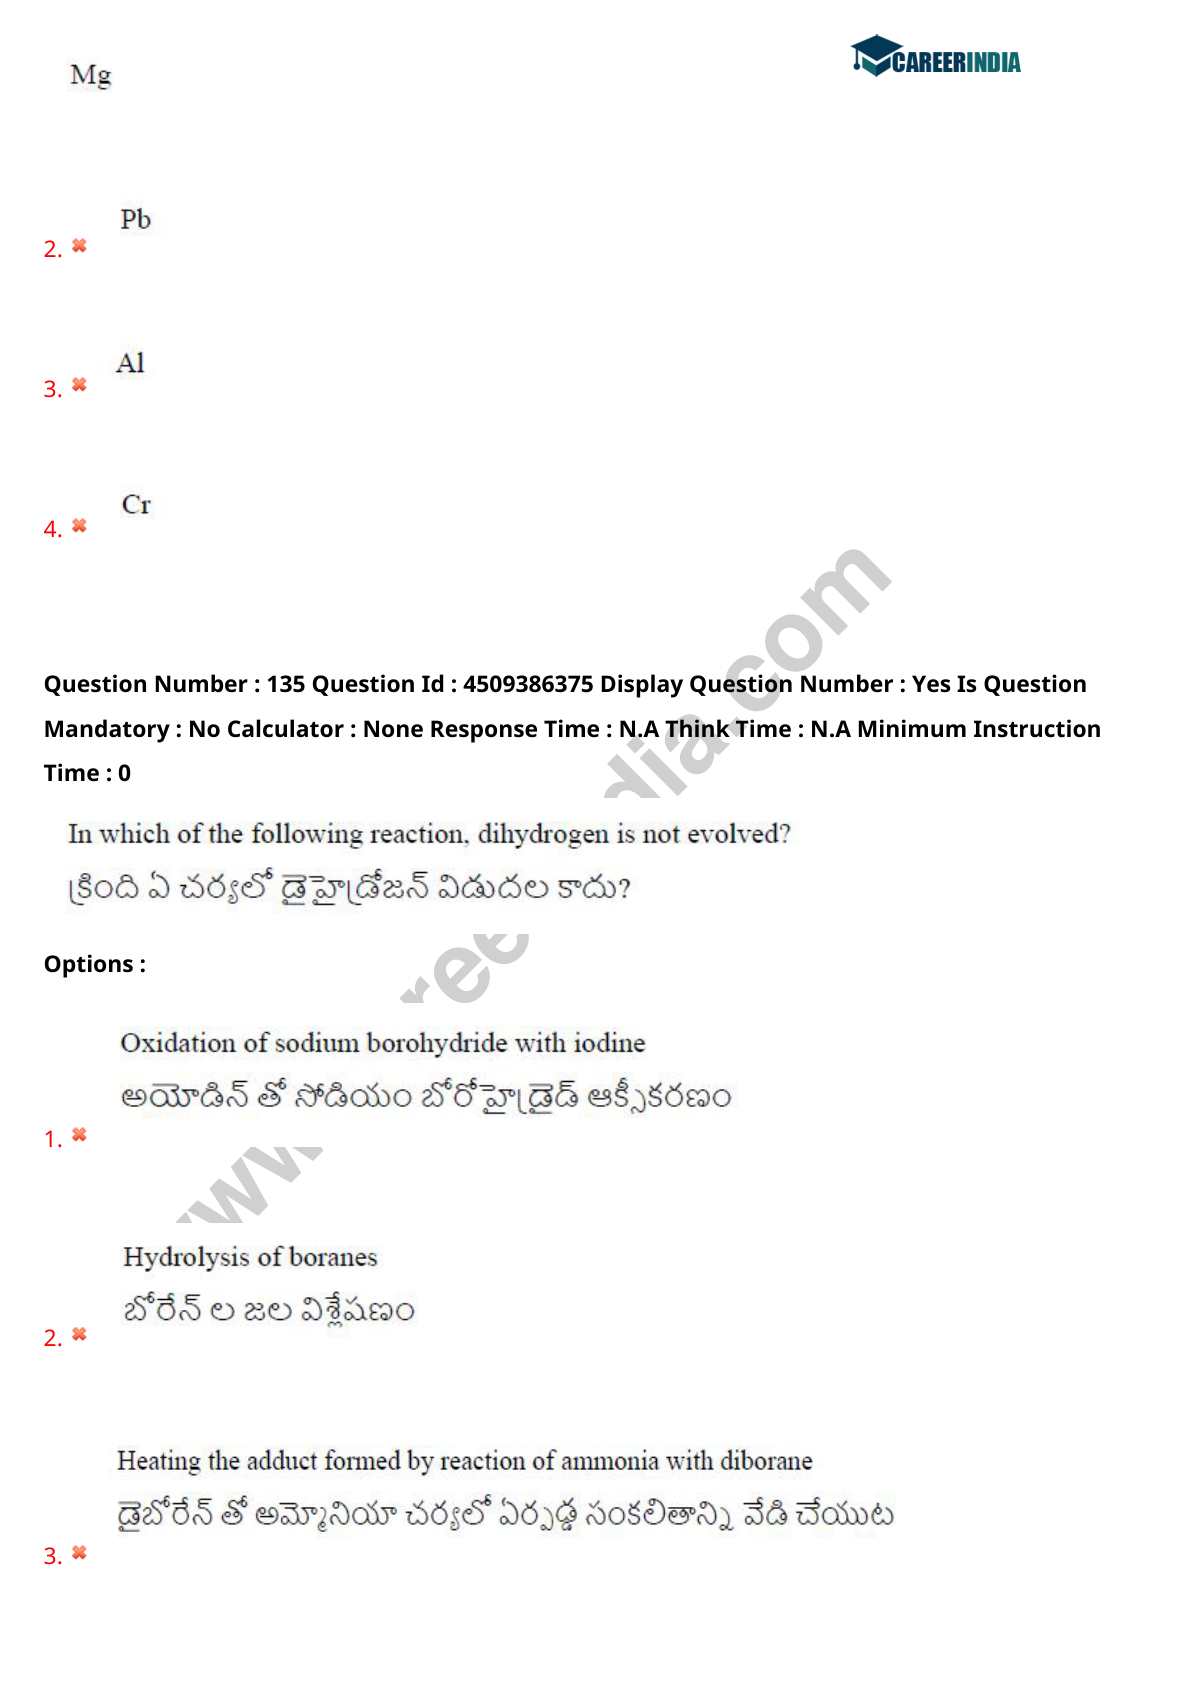 CAREERINDIA
Mg
Pb
2.
Al
3.
Cr
4.
Question Number : 135 Question Id : 4509386375 Display Question Number : Yes Is Question
Mandatory : No Calculator : None Response Time : N.A Think Time : N.A Minimum Instruction
Time : 0
In which of the following reaction, dihydrogen is not evolved?
క్రింది ఏ చర్యలో డైహైడ్రోజన్ విడుదల కాదు?
Options :
Oxidation of sodium borohydride with iodine
అయోడిన్ తో సోడియం బోరోహైడ్రైడ్ ఆక్సీకరణం
1.
Hydrolysis of boranes
బోరేన్ ల జల విశ్లేషణం
2.
Heating the adduct formed by reaction of ammonia with diborane
డైబోరేన్ తో అమ్మోనియా చర్యలో ఏర్పడ్డ సంకలితాన్ని వేడి చేయుట
3.